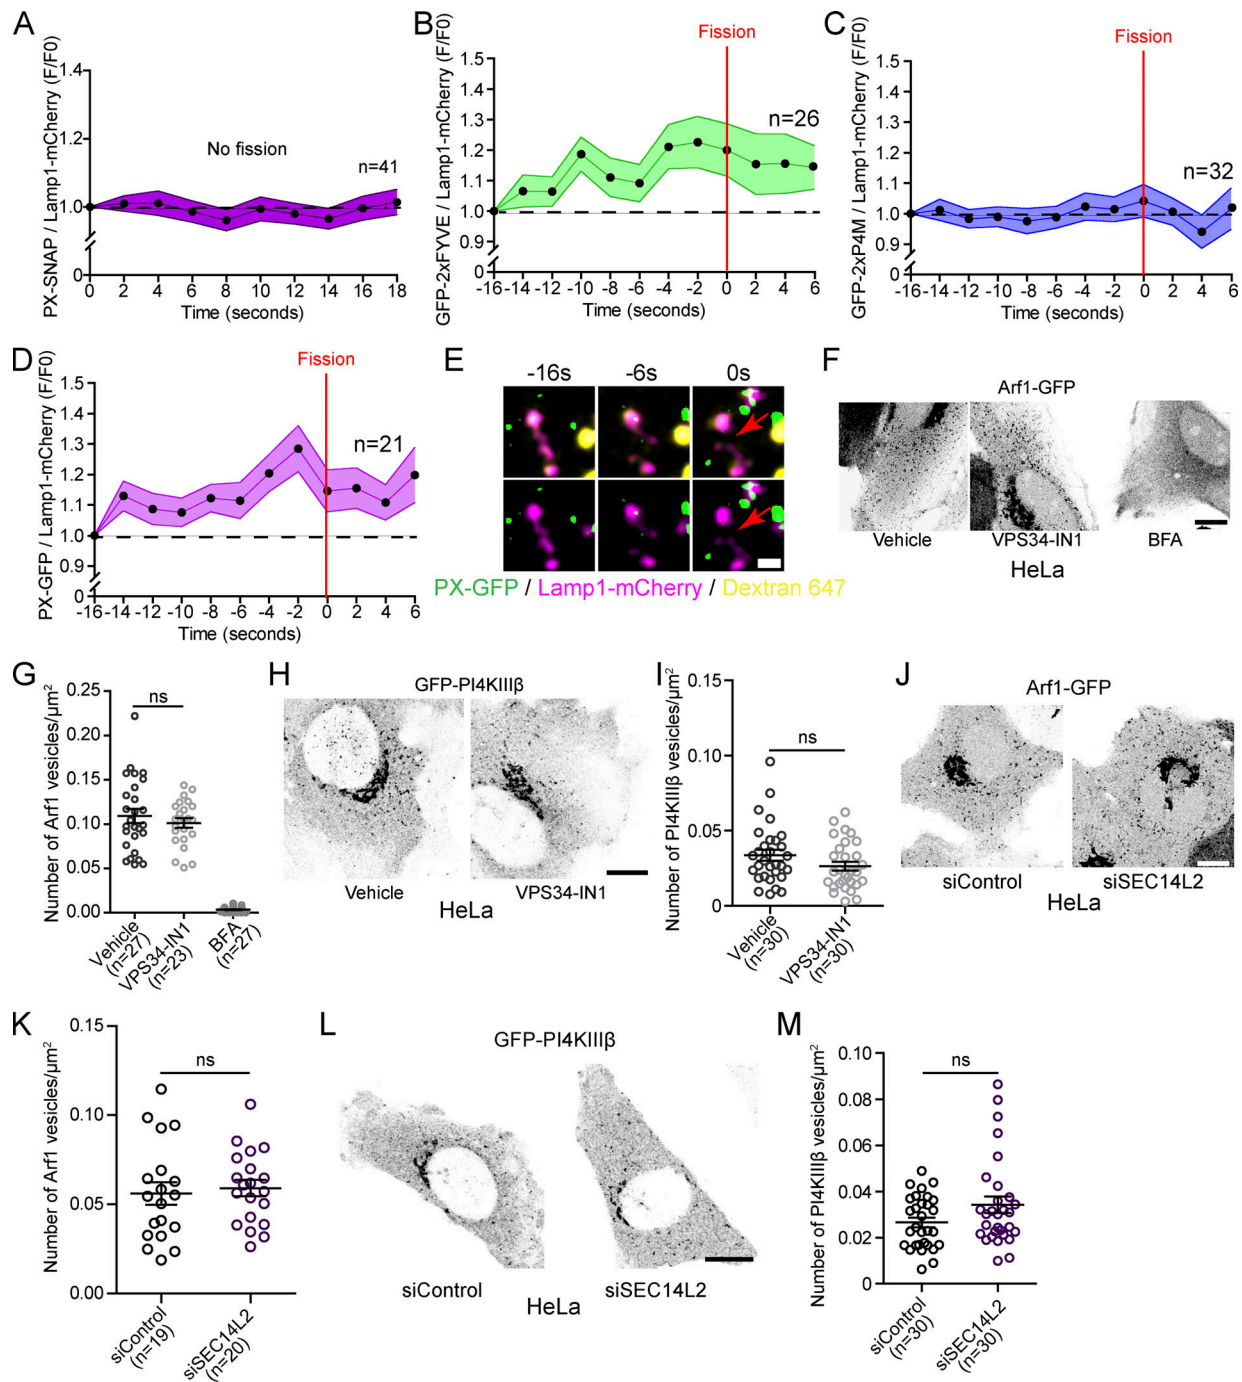 A
PX-SNAP / Lamp1-mCherry (F/F0)
1.4
1.2
1.0
0
No fission
n=41
0 2 4 6 8 10 12 14 16 18
Time (seconds)
B
GFP-2xFYVE / Lamp1-mCherry (F/F0)
Fission
1.5
1.4
1.3
1.2
1.1
1.0
0.9
0
n=26
-16 -14 -12 -10 -8 -6 -4 -2 0 2 4 6
Time (seconds)
C
GFP-2xP4M / Lamp1-mCherry (F/F0)
Fission
1.5
1.4
1.3
1.2
1.1
1.0
0.9
0
n=32
-16 -14 -12 -10 -8 -6 -4 -2 0 2 4 6
Time (seconds)
D
PX-GFP / Lamp1-mCherry (F/F0)
Fission
1.5
1.4
1.3
1.2
1.1
1.0
0.9
0
n=21
-16 -14 -12 -10 -8 -6 -4 -2 0 2 4 6
Time (seconds)
E
-16s -6s 0s
PX-GFP / Lamp1-mCherry / Dextran 647
F
Arf1-GFP
Vehicle VPS34-IN1 BFA
HeLa
G
Number of Arf1 vesicles/µm²
0.25
0.20
0.15
0.10
0.05
0.00
ns
Vehicle
(n=27)
VPS34-IN1
(n=23)
BFA
(n=27)
H
GFP-PI4KIIIβ
Vehicle VPS34-IN1
HeLa
I
Number of PI4KIIIβ vesicles/µm²
0.15
0.10
0.05
0
ns
Vehicle
(n=30)
VPS34-IN1
(n=30)
J
Arf1-GFP
siControl siSEC14L2
HeLa
K
Number of Arf1 vesicles/µm²
0.15
0.10
0.05
0.00
ns
siControl
(n=19)
siSEC14L2
(n=20)
L
GFP-PI4KIIIβ
siControl siSEC14L2
HeLa
M
Number of PI4KIIIβ vesicles/µm²
0.10
0.08
0.06
0.04
0.02
0
ns
siControl
(n=30)
siSEC14L2
(n=30)